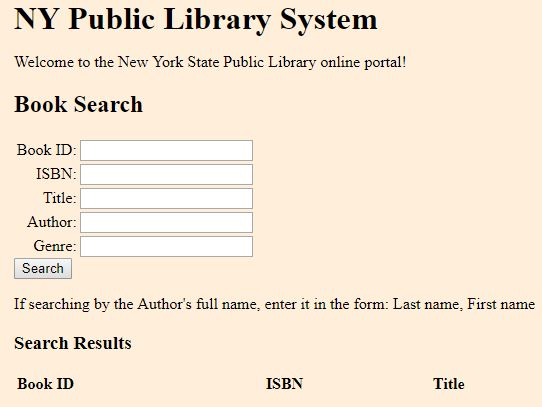 NY Public Library System
Welcome to the New York State Public Library online portal!
Book Search
Book ID:
ISBN:
Title:
Author:
Genre:
Search
If searching by the Author's full name, enter it in the form: Last name, First name
Search Results
Book ID ISBN Title